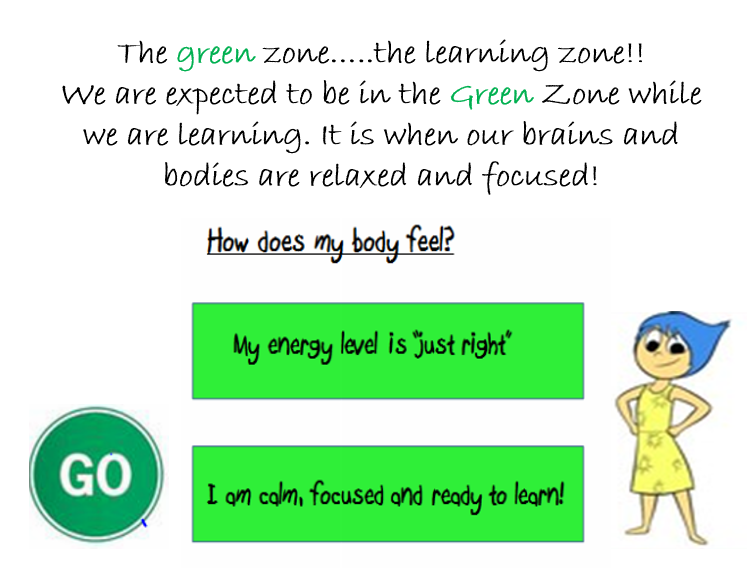 The green zone.....the learning zone!!
We are expected to be in the Green Zone while
we are learning. It is when our brains and
bodies are relaxed and focused!
How does my body feel?
My energy level is "just right"
GO
I am calm, focused and ready to learn!